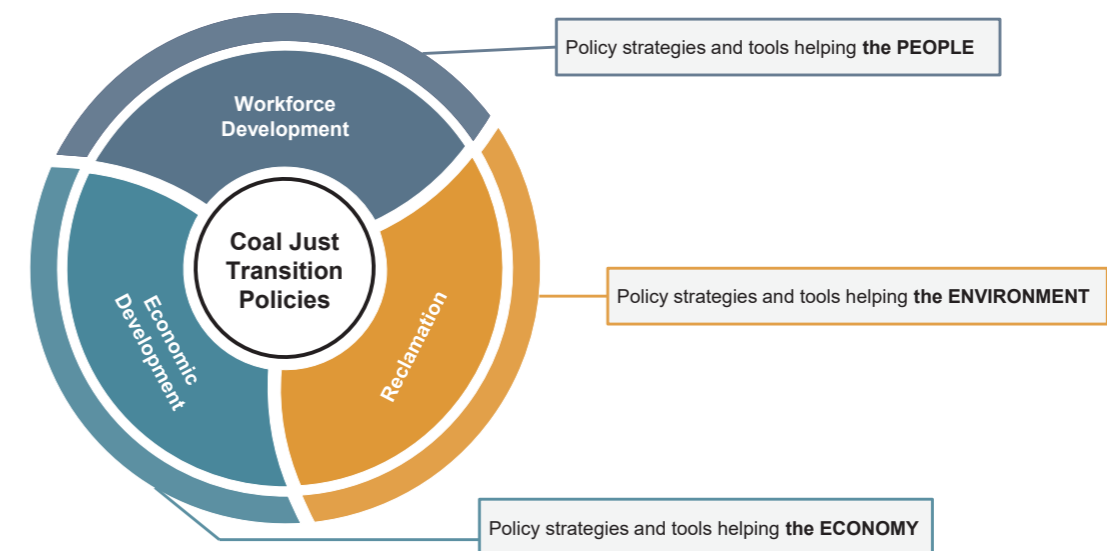 Policy strategies and tools helping the PEOPLE
Workforce
Development
Coal Just
Transition
Policies
Economic
Development
Reclamation
Policy strategies and tools helping the ENVIRONMENT
Policy strategies and tools helping the ECONOMY